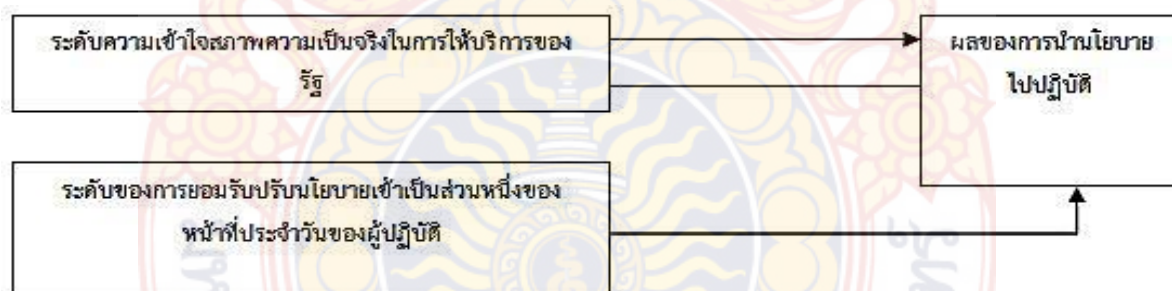 ระดับความเข้าใจสภาพความเป็นจริงในการให้บริการของ
รัฐ
ผลของการนำนโยบาย
ไปปฏิบัติ
ระดับของการยอมรับปรับนโยบายเข้าเป็นส่วนหนึ่งของ
หน้าที่ประจำวันของผู้ปฏิบัติ